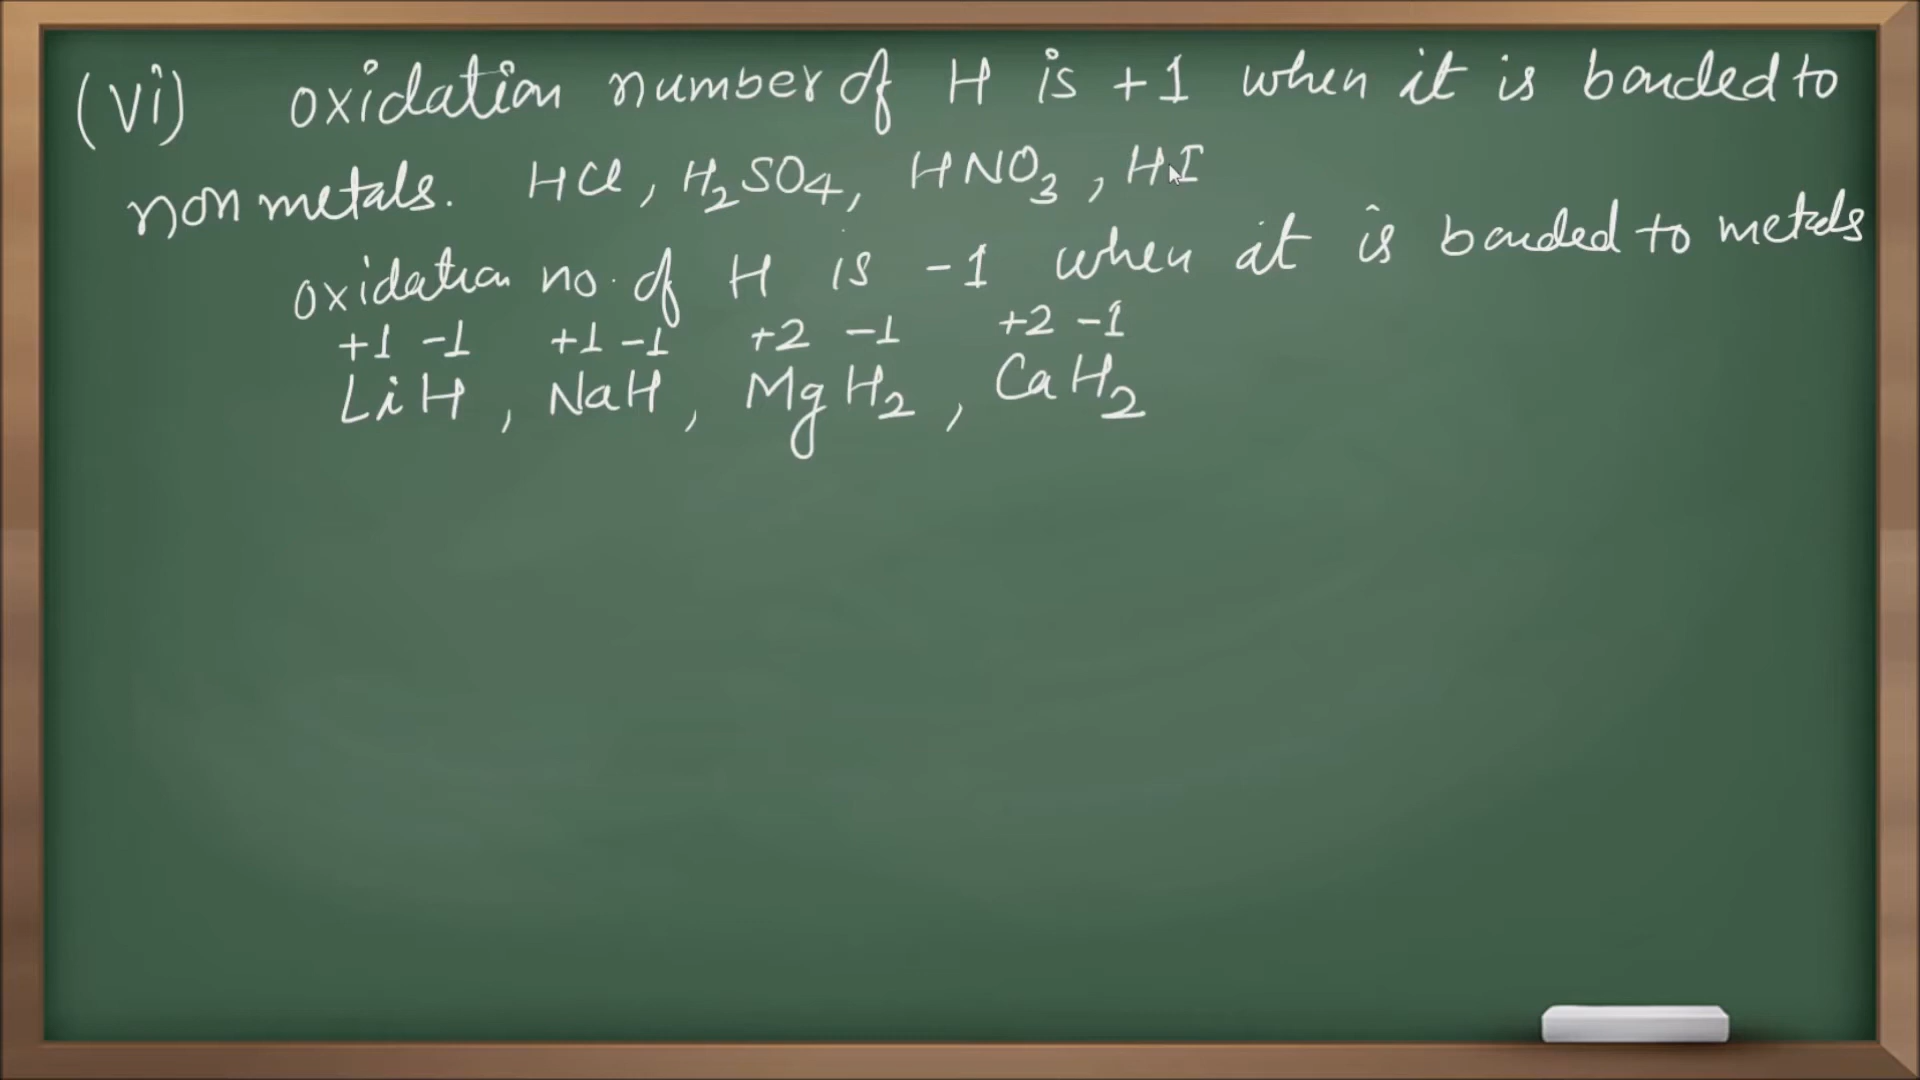 (vi) oxidation number of H is +1 when it is bonded to
non metals. HCl, H₂SO₄, HNO₃, HI
oxidation no. of H is -1 when it is bonded to metals
+1 -1 +1 -1 +2 -1 +2 -1
LiH, NaH, MgH₂, CaH₂